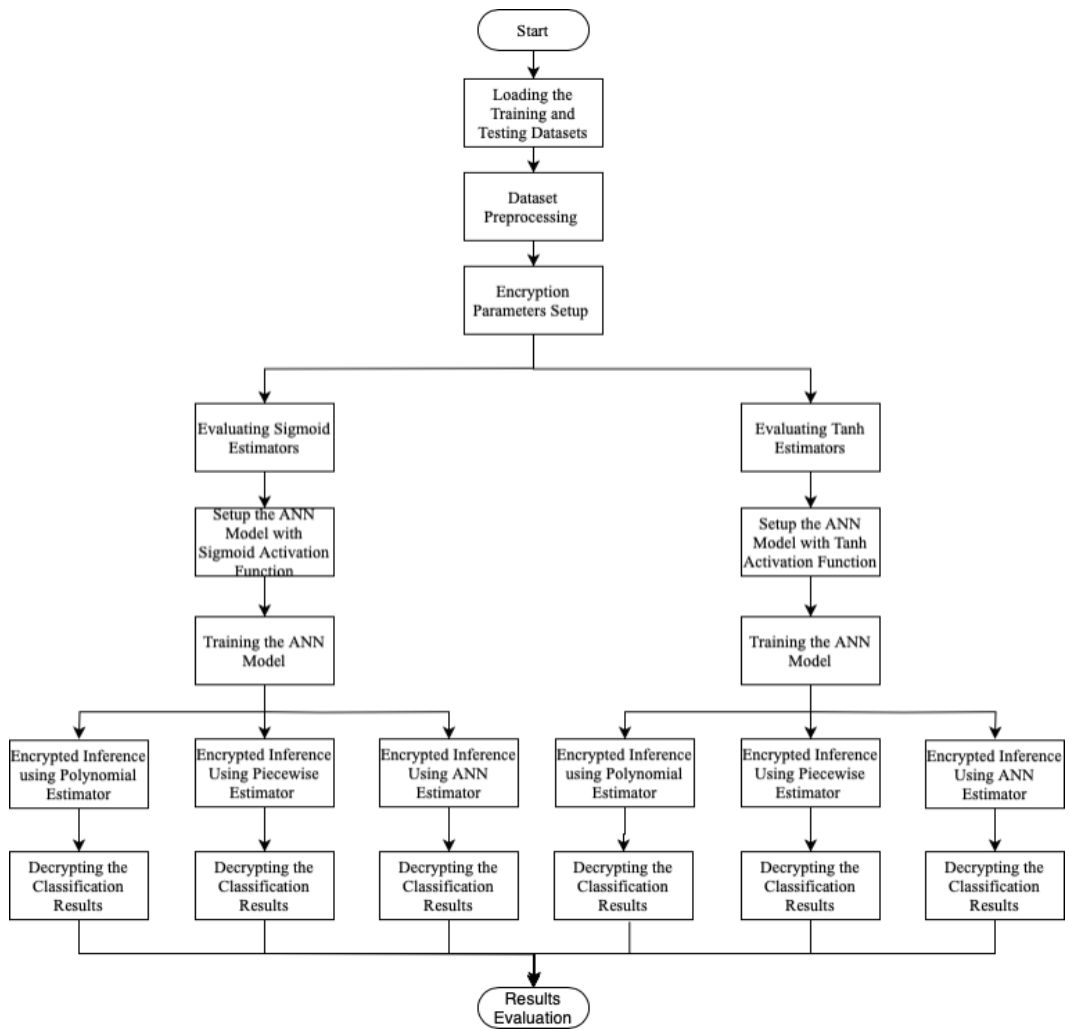 Start
Loading the
Training and
Testing Datasets
Dataset
Preprocessing
Encryption
Parameters Setup
Evaluating Sigmoid
Estimators
Evaluating Tanh
Estimators
Setup the ANN
Model with
Sigmoid Activation
Function
Setup the ANN
Model with Tanh
Activation Function
Training the ANN
Model
Training the ANN
Model
Encrypted Inference
using Polynomial
Estimator
Encrypted Inference
Using Piecewise
Estimator
Encrypted Inference
Using ANN
Estimator
Encrypted Inference
using Polynomial
Estimator
Encrypted Inference
Using Piecewise
Estimator
Encrypted Inference
Using ANN
Estimator
Decrypting the
Classification
Results
Decrypting the
Classification
Results
Decrypting the
Classification
Results
Decrypting the
Classification
Results
Decrypting the
Classification
Results
Decrypting the
Classification
Results
Results
Evaluation